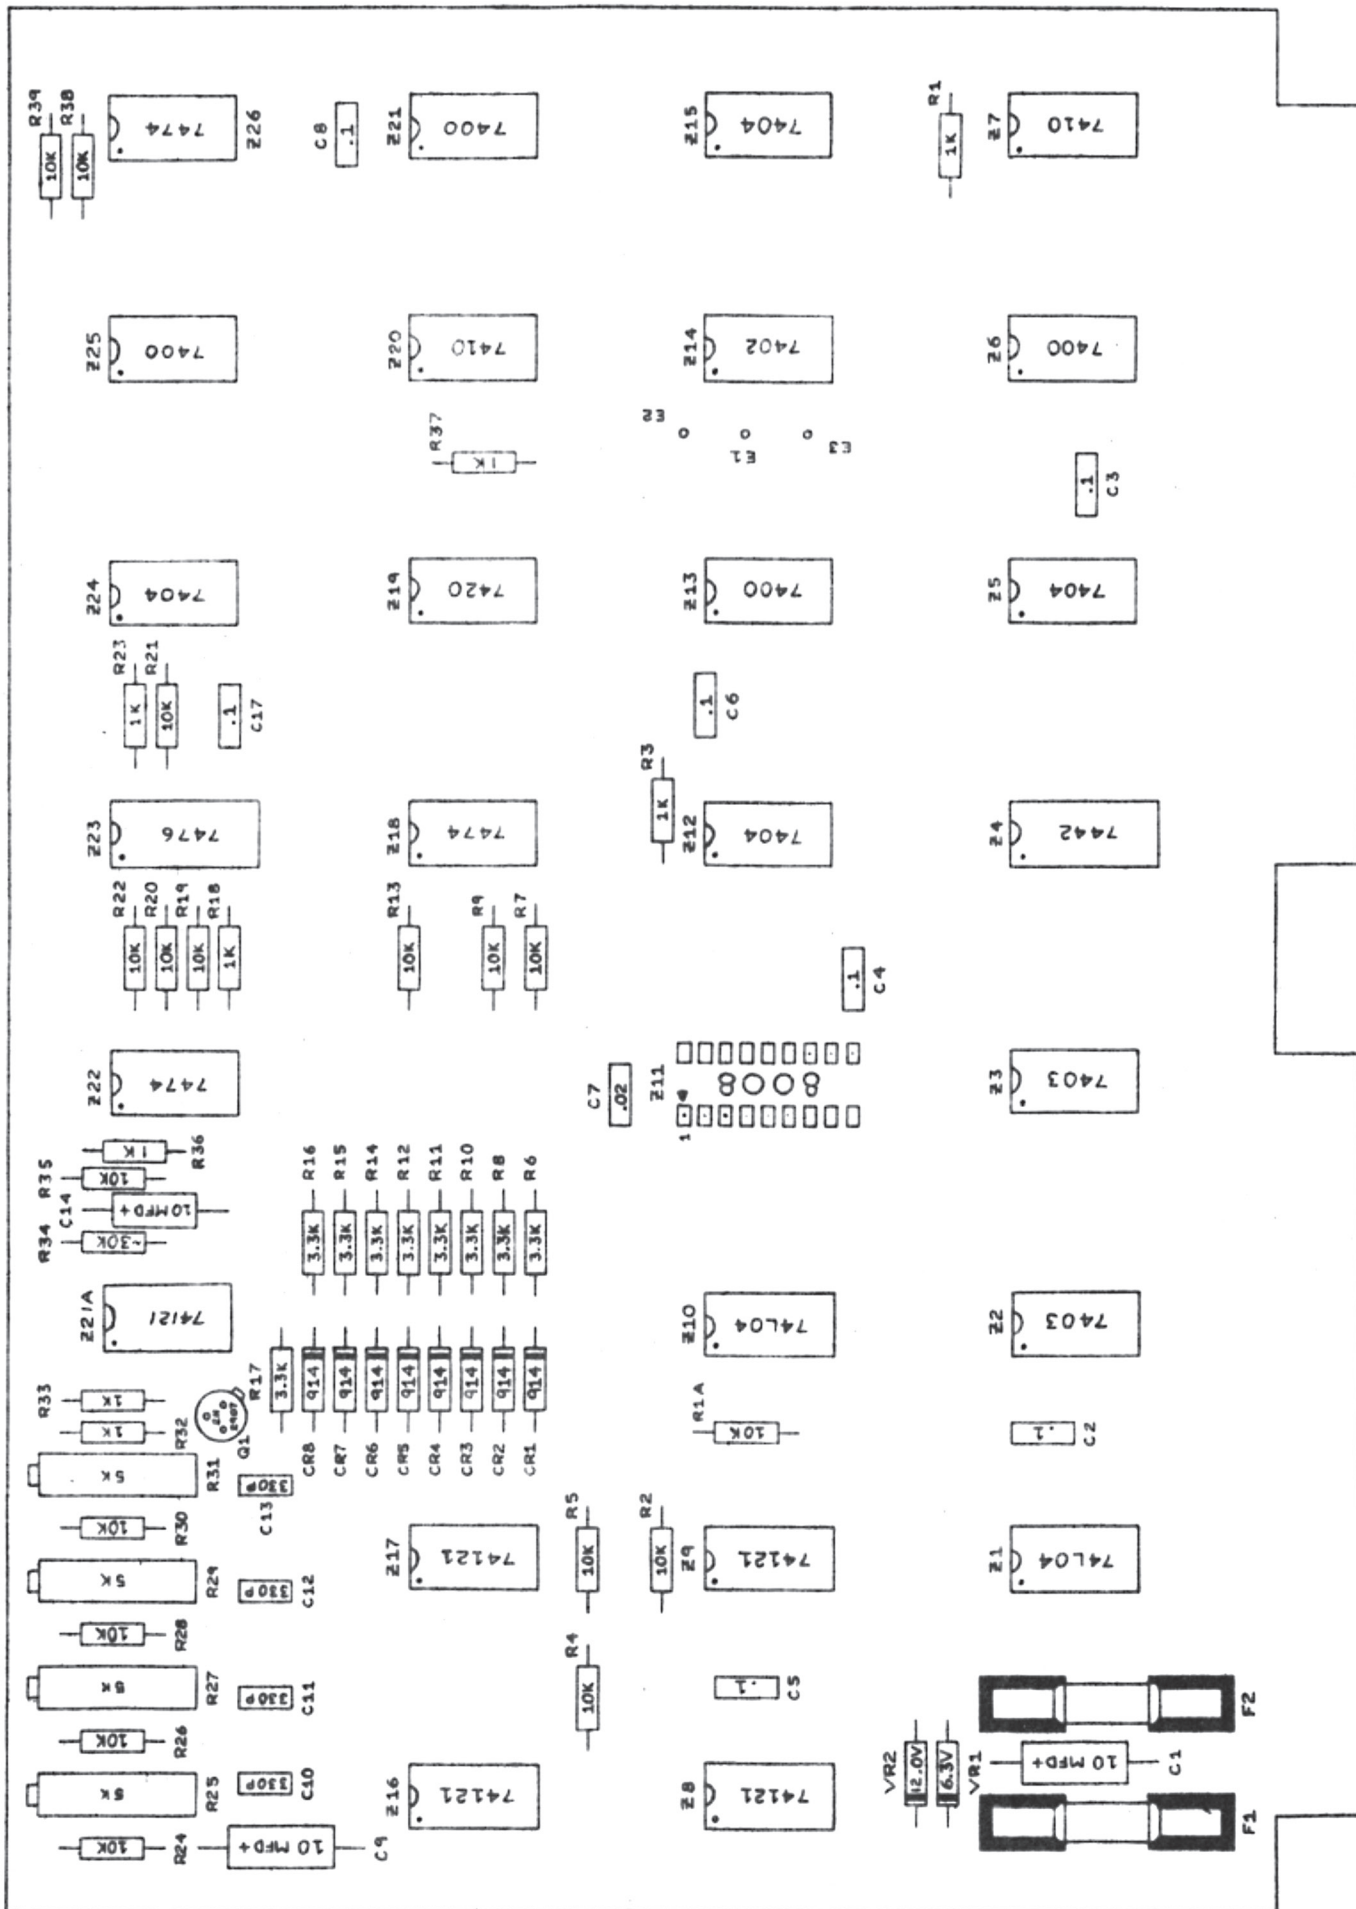 R39
R38
10K
10K
7474
Z26
C8
.1
Z21
7400
Z15
7404
R1
1K
Z7
7410
Z25
7400
Z20
7410
Z14
7402
Z6
7400
R37
1K
E2
E1
E3
.1
C3
Z24
7404
Z19
7420
Z13
7400
Z5
7404
R23
R21
1K
10K
.1
C17
.1
C6
R3
1K
Z23
7476
Z18
7474
Z12
7404
Z4
7442
R22
R20
R19
R18
10K
10K
10K
1K
R13
10K
R9
R7
10K
10K
.1
C4
Z22
7474
C7
.02
Z11
1
Z3
7403
1K
R36
R35
10K
C14
10MFD+
R34
~30K
R16
R15
R14
R12
R11
R10
R8
R6
3.3K
3.3K
3.3K
3.3K
3.3K
3.3K
3.3K
3.3K
Z21A
74121
Z10
74L04
Z2
7403
R17
3.3K
914
914
914
914
914
914
914
914
CR8
CR7
CR6
CR5
CR4
CR3
CR2
CR1
R33
1K
1K
R32
2N
2907
Q1
R1A
10K
.1
C2
5K
R31
330P
C13
10K
R30
Z17
74121
R5
10K
R2
10K
Z9
74121
Z1
74L04
5K
R29
330P
C12
10K
R28
5K
R27
330P
C11
R4
10K
.1
C5
F2
10K
R26
5K
R25
330P
C10
Z16
74121
Z8
74121
VR2
12.0V
6.3V
VR1
10 MFD+
C1
F1
10K
R24
10 MFD+
C9